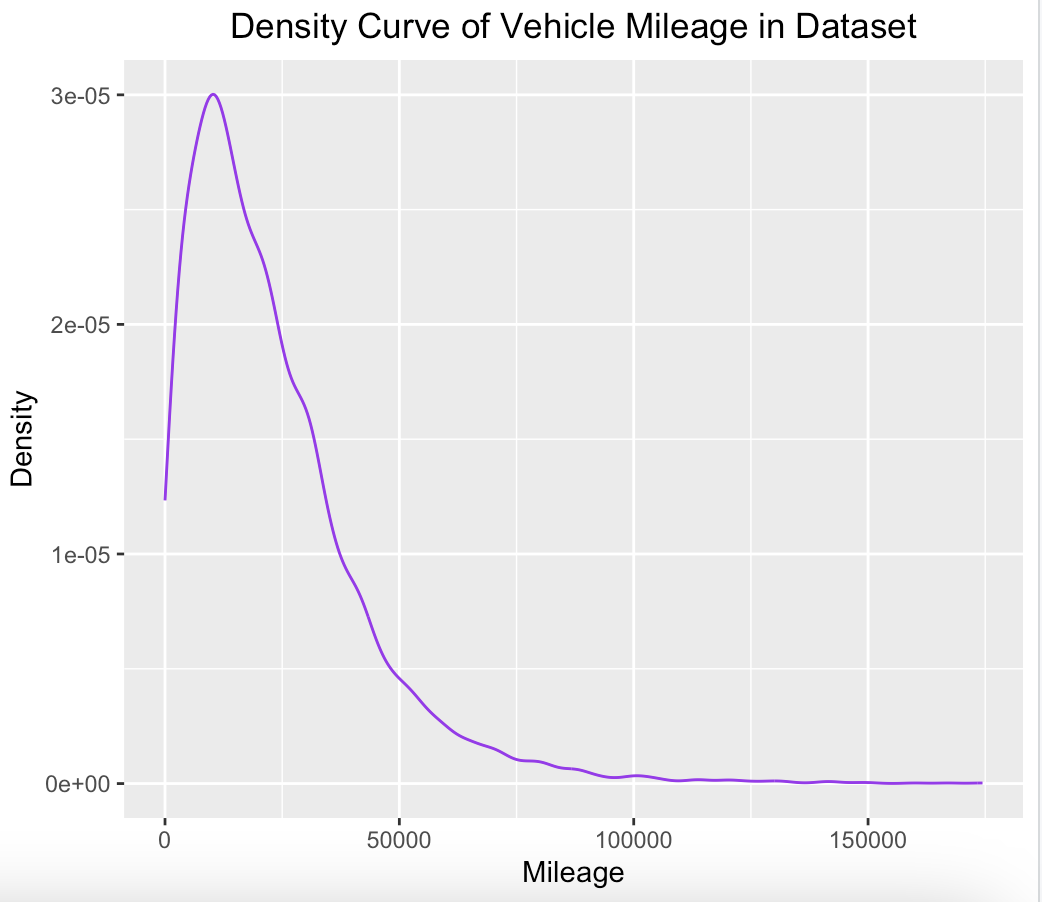 Density Curve of Vehicle Mileage in Dataset
3e-05
2e-05
1e-05
0e+00
Density
0 50000 100000 150000
Mileage